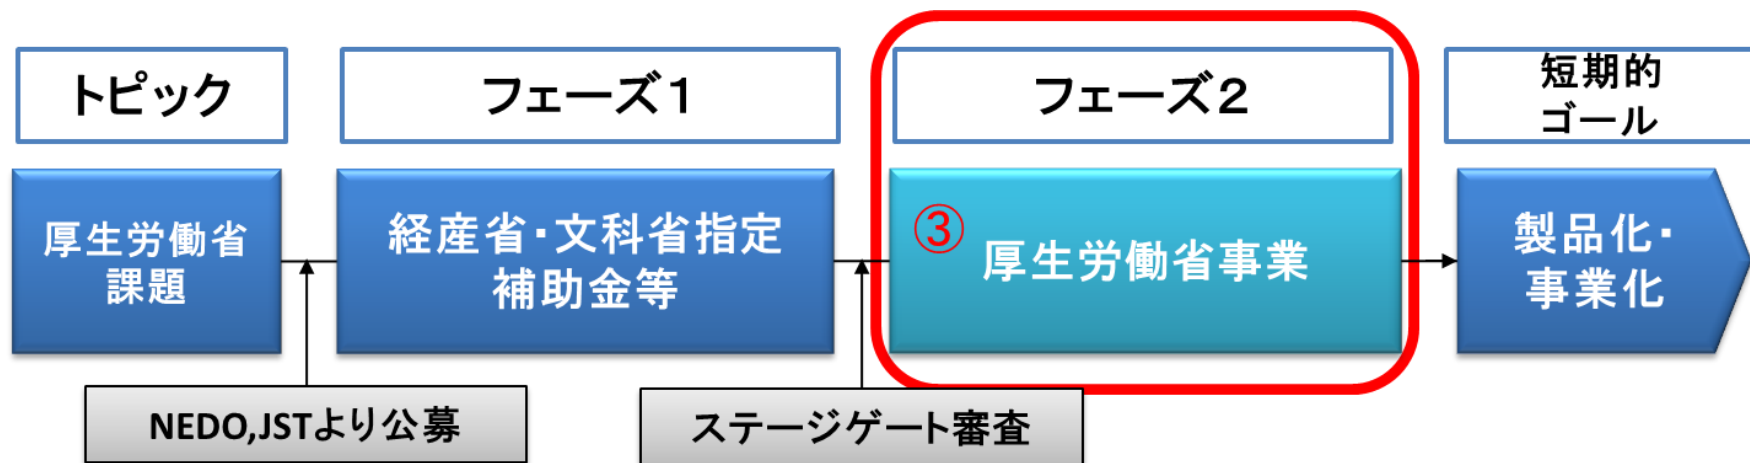 トピック
フェーズ１
フェーズ２
短期的
ゴール
厚生労働省
課題
経産省・文科省指定
補助金等
③
厚生労働省事業
製品化・
事業化
NEDO,JSTより公募
ステージゲート審査